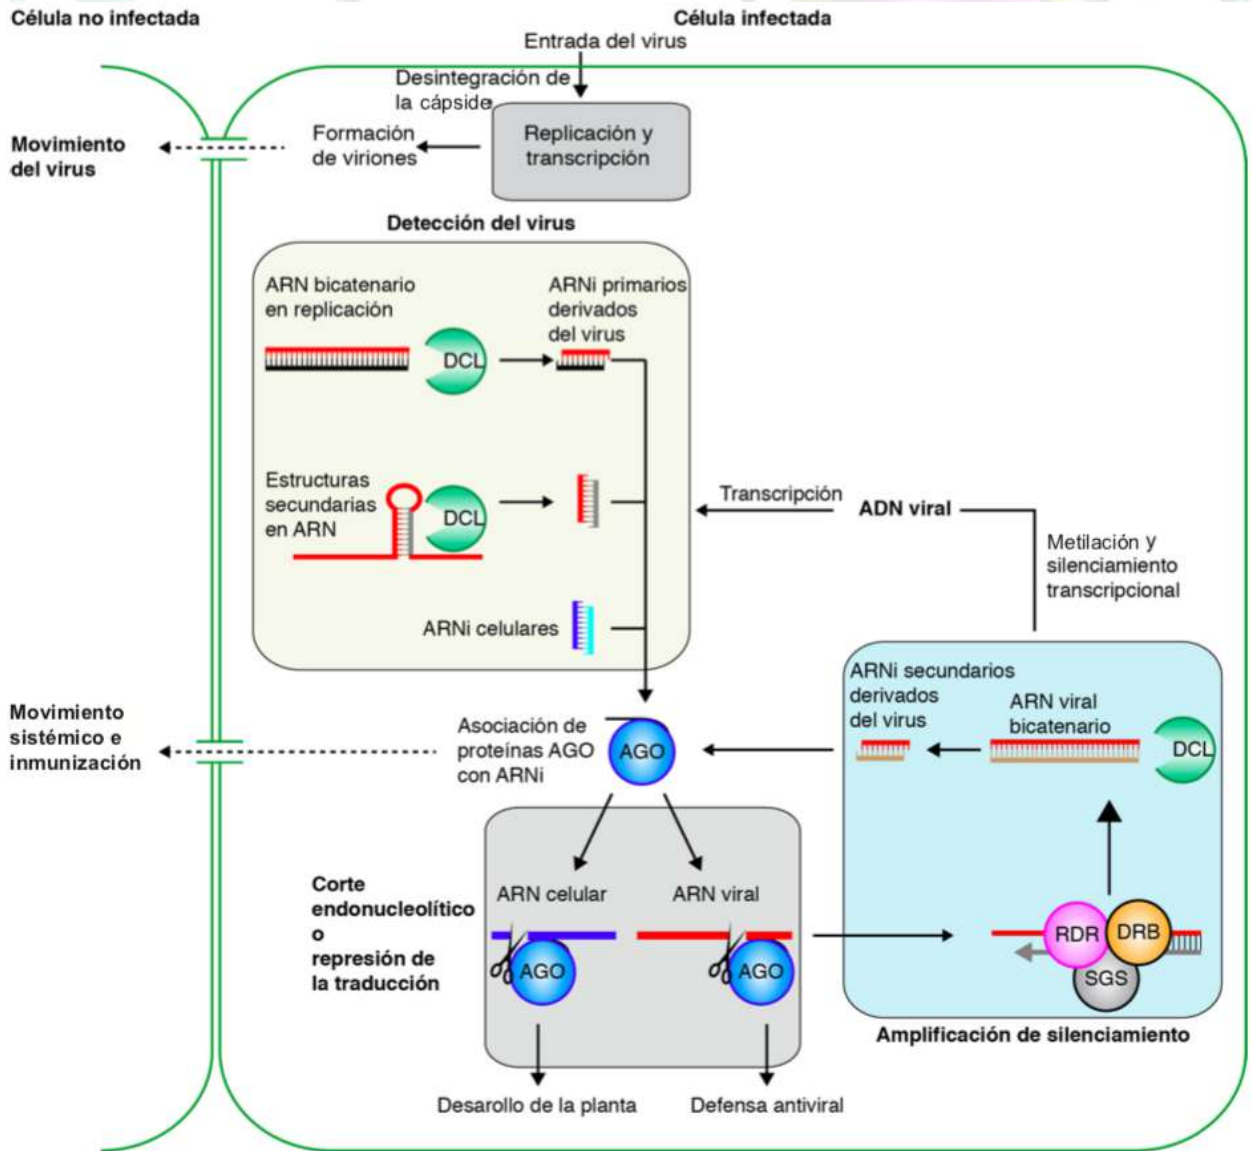 Célula no infectada
Célula infectada
Entrada del virus
Desintegración de
la cápside
Replicación y
transcripción
Formación
de viriones
Movimiento
del virus
Detección del virus
ARN bicatenario
en replicación
DCL
ARNi primarios
derivados
del virus
Estructuras
secundarias
en ARN
DCL
ARNi celulares
Transcripción
ADN viral
Metilación y
silenciamiento
transcripcional
ARNi secundarios
derivados
del virus
ARN viral
bicatenario
DCL
RDR
DRB
SGS
Amplificación de silenciamiento
Movimiento
sistémico e
inmunización
Asociación de
proteínas AGO
con ARNi
AGO
Corte
endonucleolítico
o
represión de
la traducción
ARN celular
AGO
ARN viral
AGO
Desarollo de la planta
Defensa antiviral